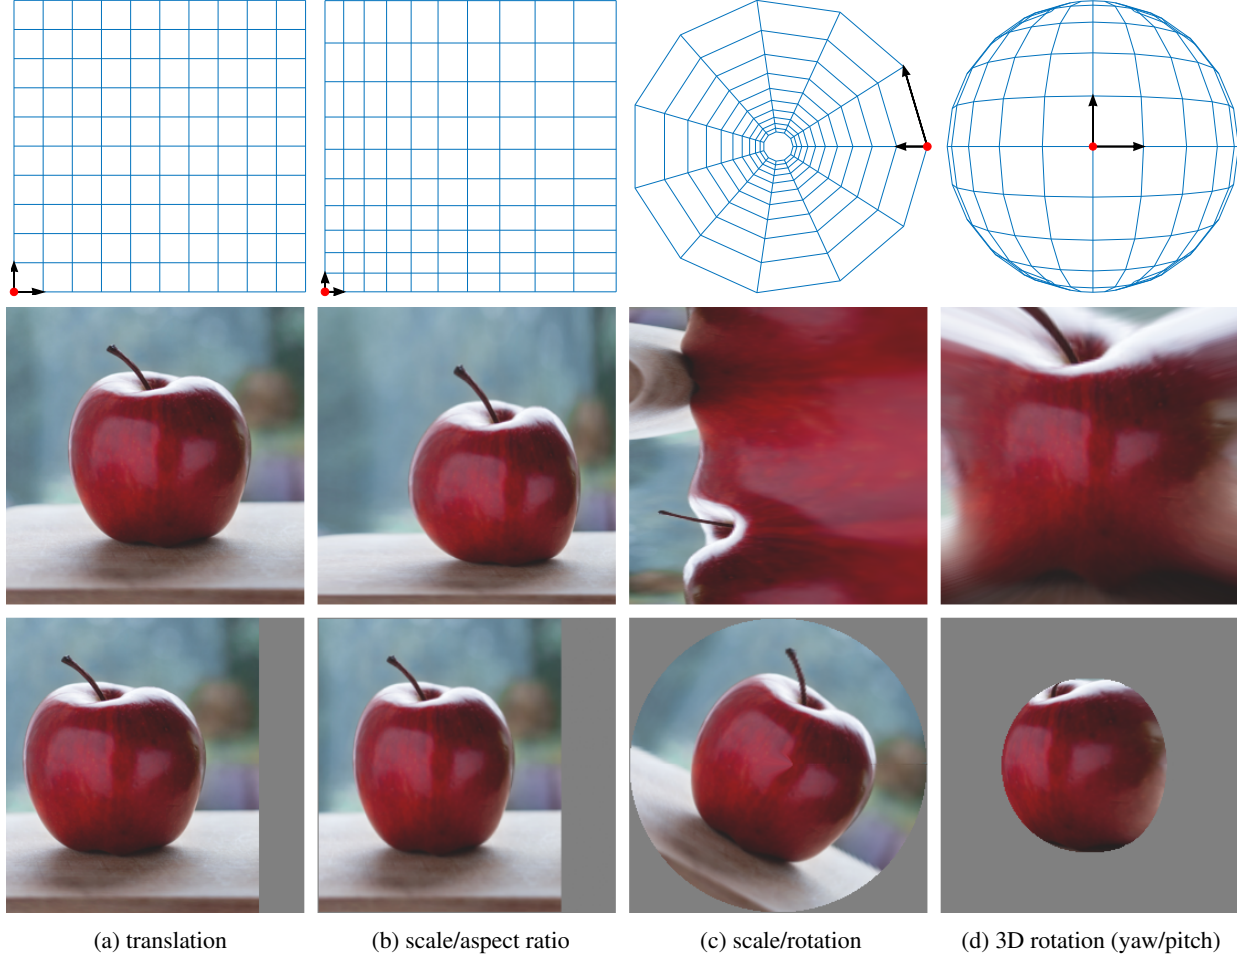 (a) translation
(b) scale/aspect ratio
(c) scale/rotation
(d) 3D rotation (yaw/pitch)